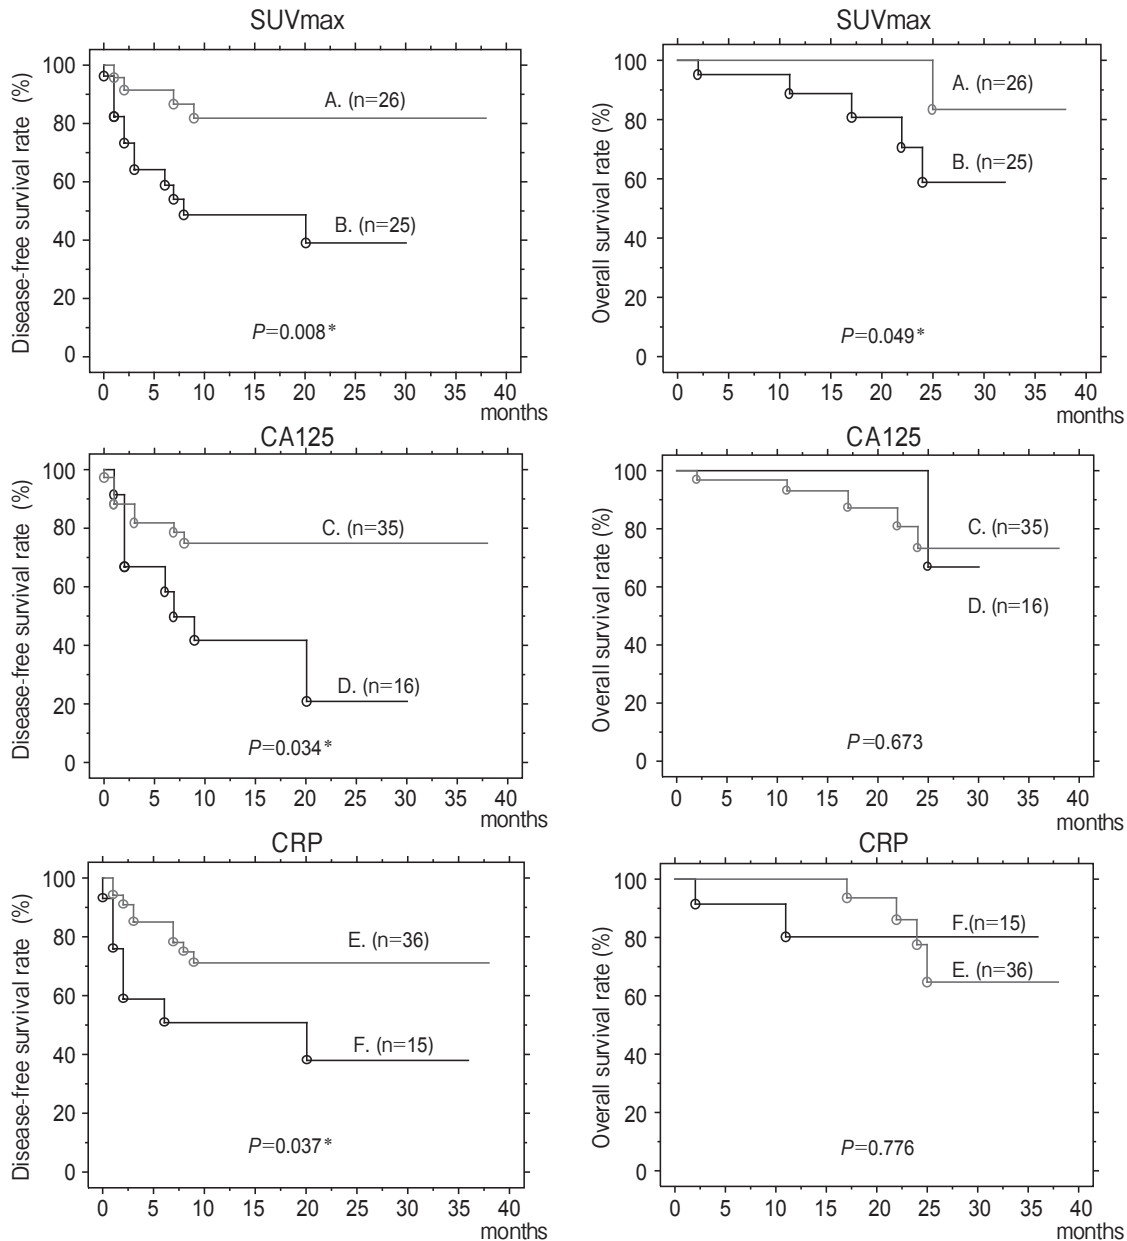 SUVmax
Disease-free survival rate (%)
100
80
60
40
20
0
A. (n=26)
B. (n=25)
P=0.008*
0 5 10 15 20 25 30 35 40
months
SUVmax
Overall survival rate (%)
100
80
60
40
20
0
A. (n=26)
B. (n=25)
P=0.049*
0 5 10 15 20 25 30 35 40
months
CA125
Disease-free survival rate (%)
100
80
60
40
20
0
C. (n=35)
D. (n=16)
P=0.034*
0 5 10 15 20 25 30 35 40
months
CA125
Overall survival rate (%)
100
80
60
40
20
0
C. (n=35)
D. (n=16)
P=0.673
0 5 10 15 20 25 30 35 40
months
CRP
Disease-free survival rate (%)
100
80
60
40
20
0
E. (n=36)
F. (n=15)
P=0.037*
0 5 10 15 20 25 30 35 40
months
CRP
Overall survival rate (%)
100
80
60
40
20
0
F.(n=15)
E. (n=36)
P=0.776
0 5 10 15 20 25 30 35 40
months